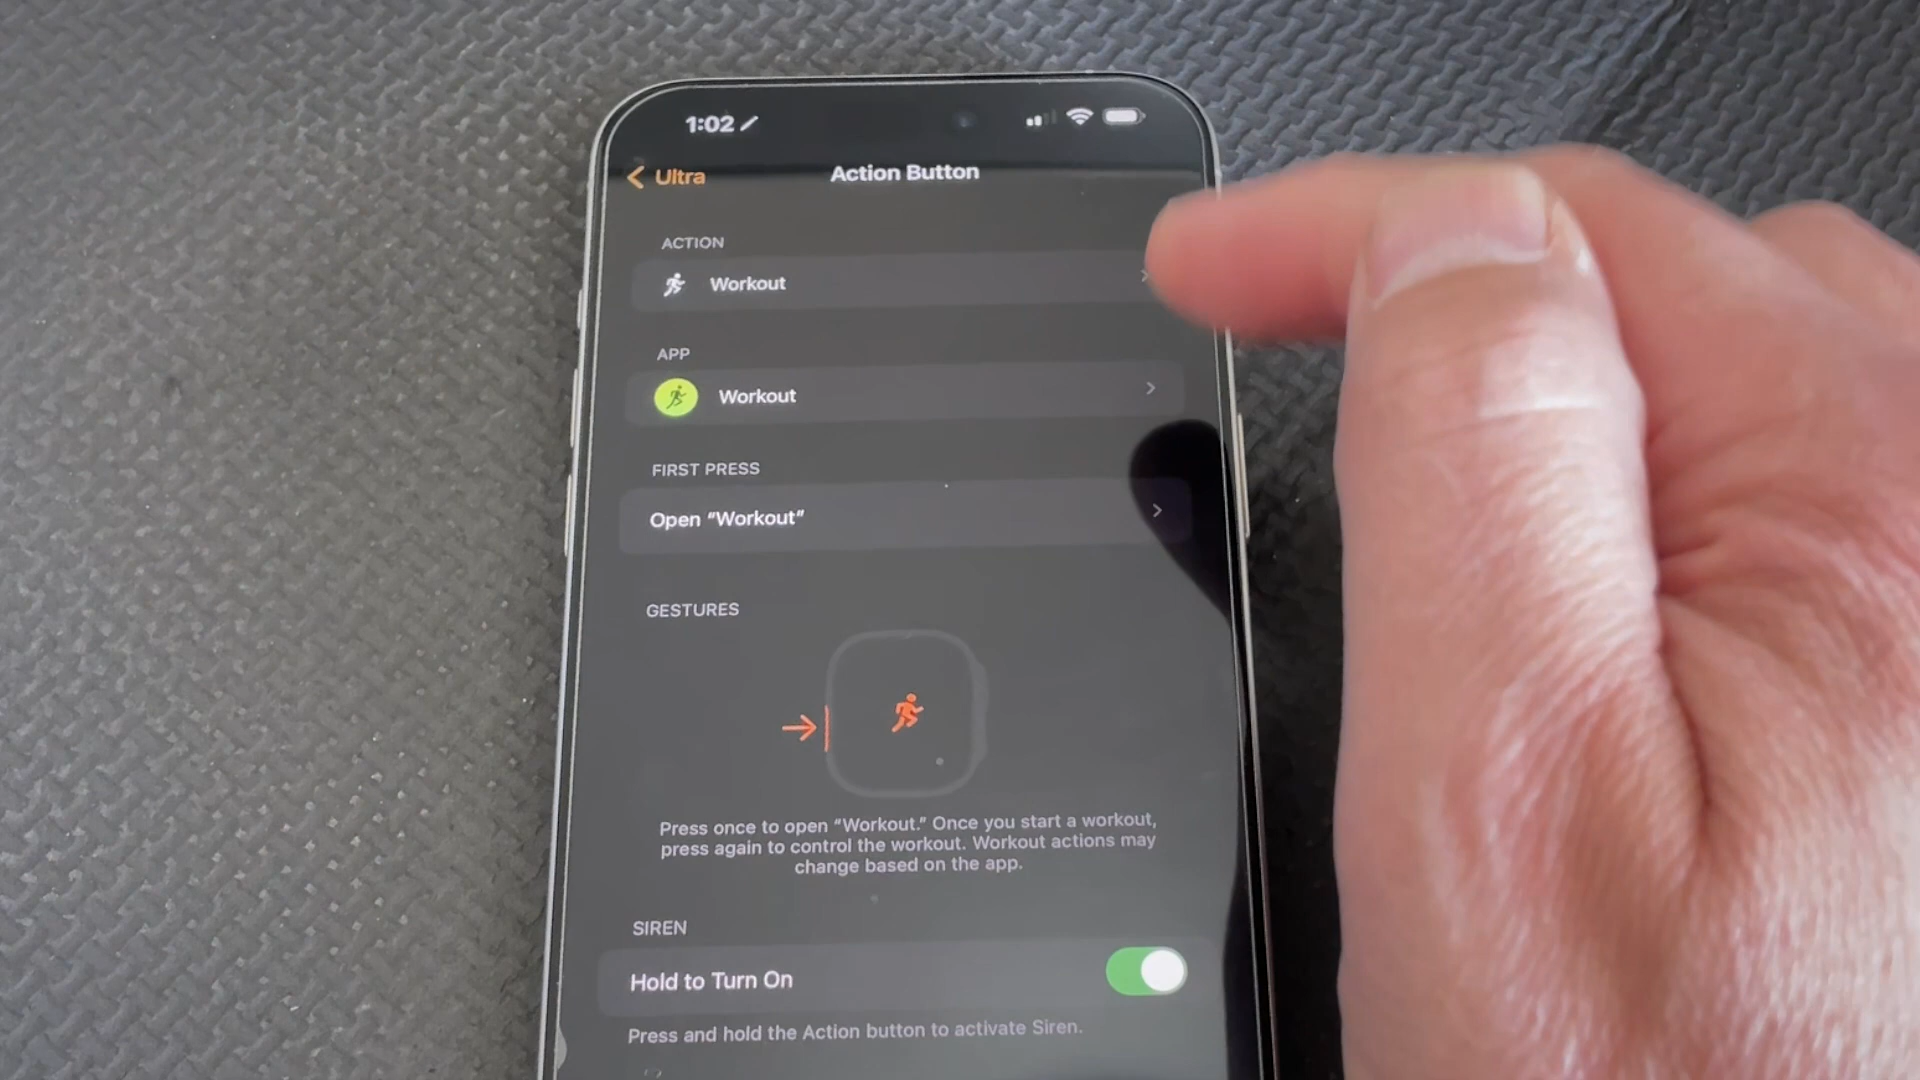 1:02
Ultra
Action Button
ACTION
Workout
APP
Workout
FIRST PRESS
Open “Workout”
GESTURES
Press once to open “Workout.” Once you start a workout,
press again to control the workout. Workout actions may
change based on the app.
SIREN
Hold to Turn On
Press and hold the Action button to activate Siren.